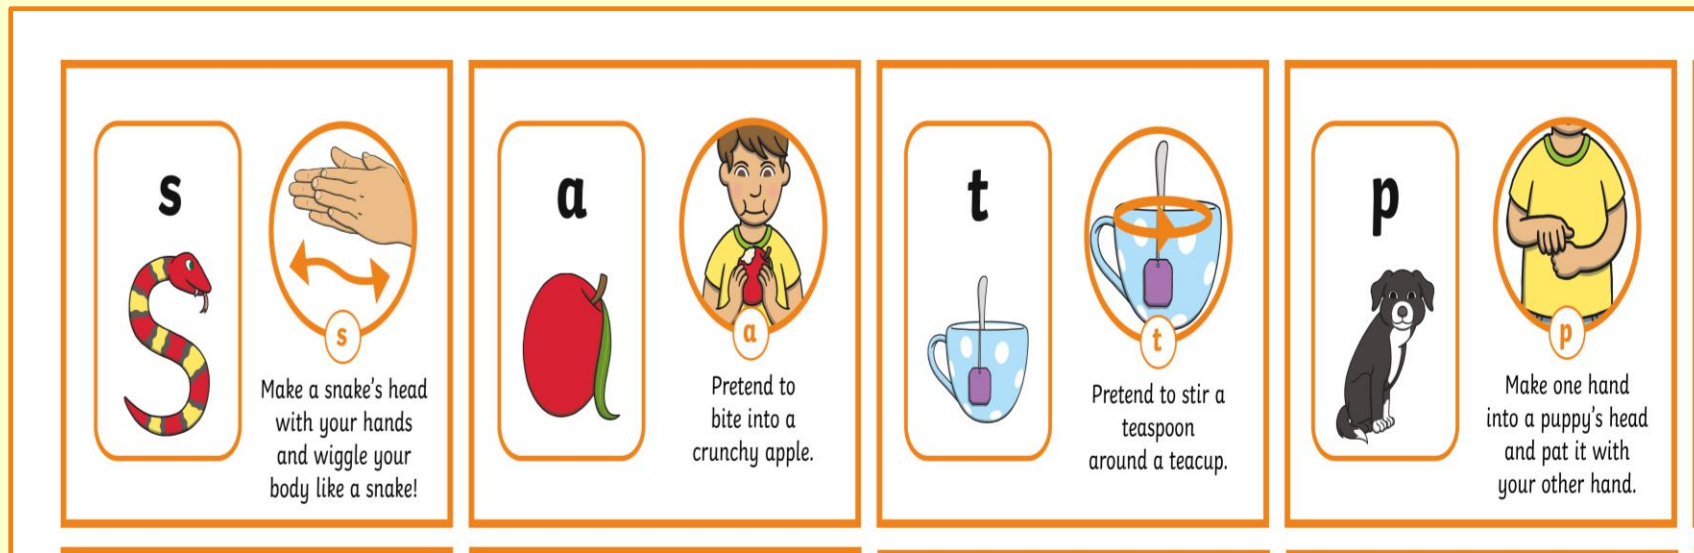 s
s
Make a snake's head
with your hands
and wiggle your
body like a snake!
a
a
Pretend to
bite into a
crunchy apple.
t
t
Pretend to stir a
teaspoon
around a teacup.
p
p
Make one hand
into a puppy's head
and pat it with
your other hand.